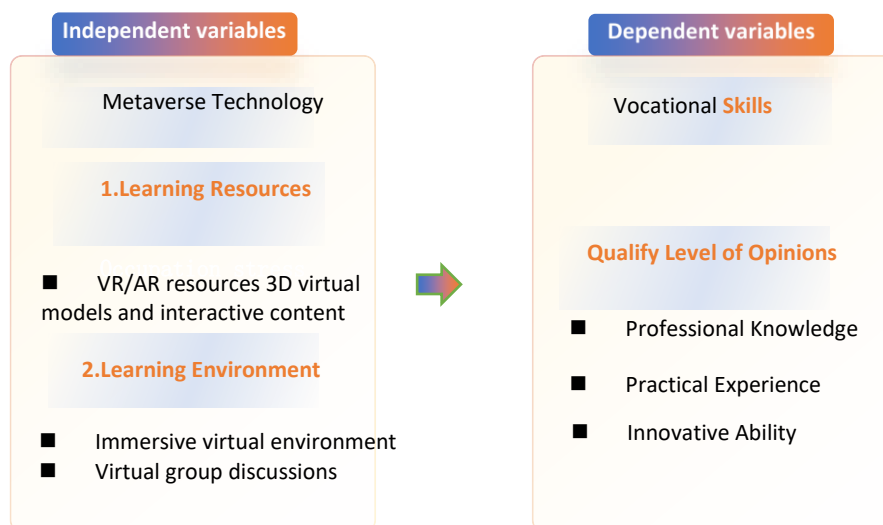 Independent variables
Metaverse Technology
1.Learning Resources
■ VR/AR resources 3D virtual
models and interactive content
2.Learning Environment
■ Immersive virtual environment
■ Virtual group discussions
Dependent variables
Vocational Skills
Qualify Level of Opinions
■ Professional Knowledge
■ Practical Experience
■ Innovative Ability